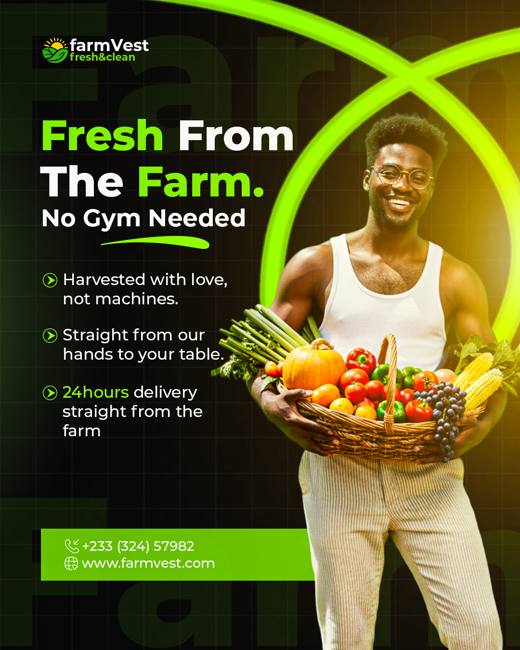 farmVest
fresh&clean
Fresh From
The Farm.
No Gym Needed
Harvested with love,
not machines.
Straight from our
hands to your table.
24hours delivery
straight from the
farm
+233 (324) 57982
www.farmvest.com
Farm
Farm